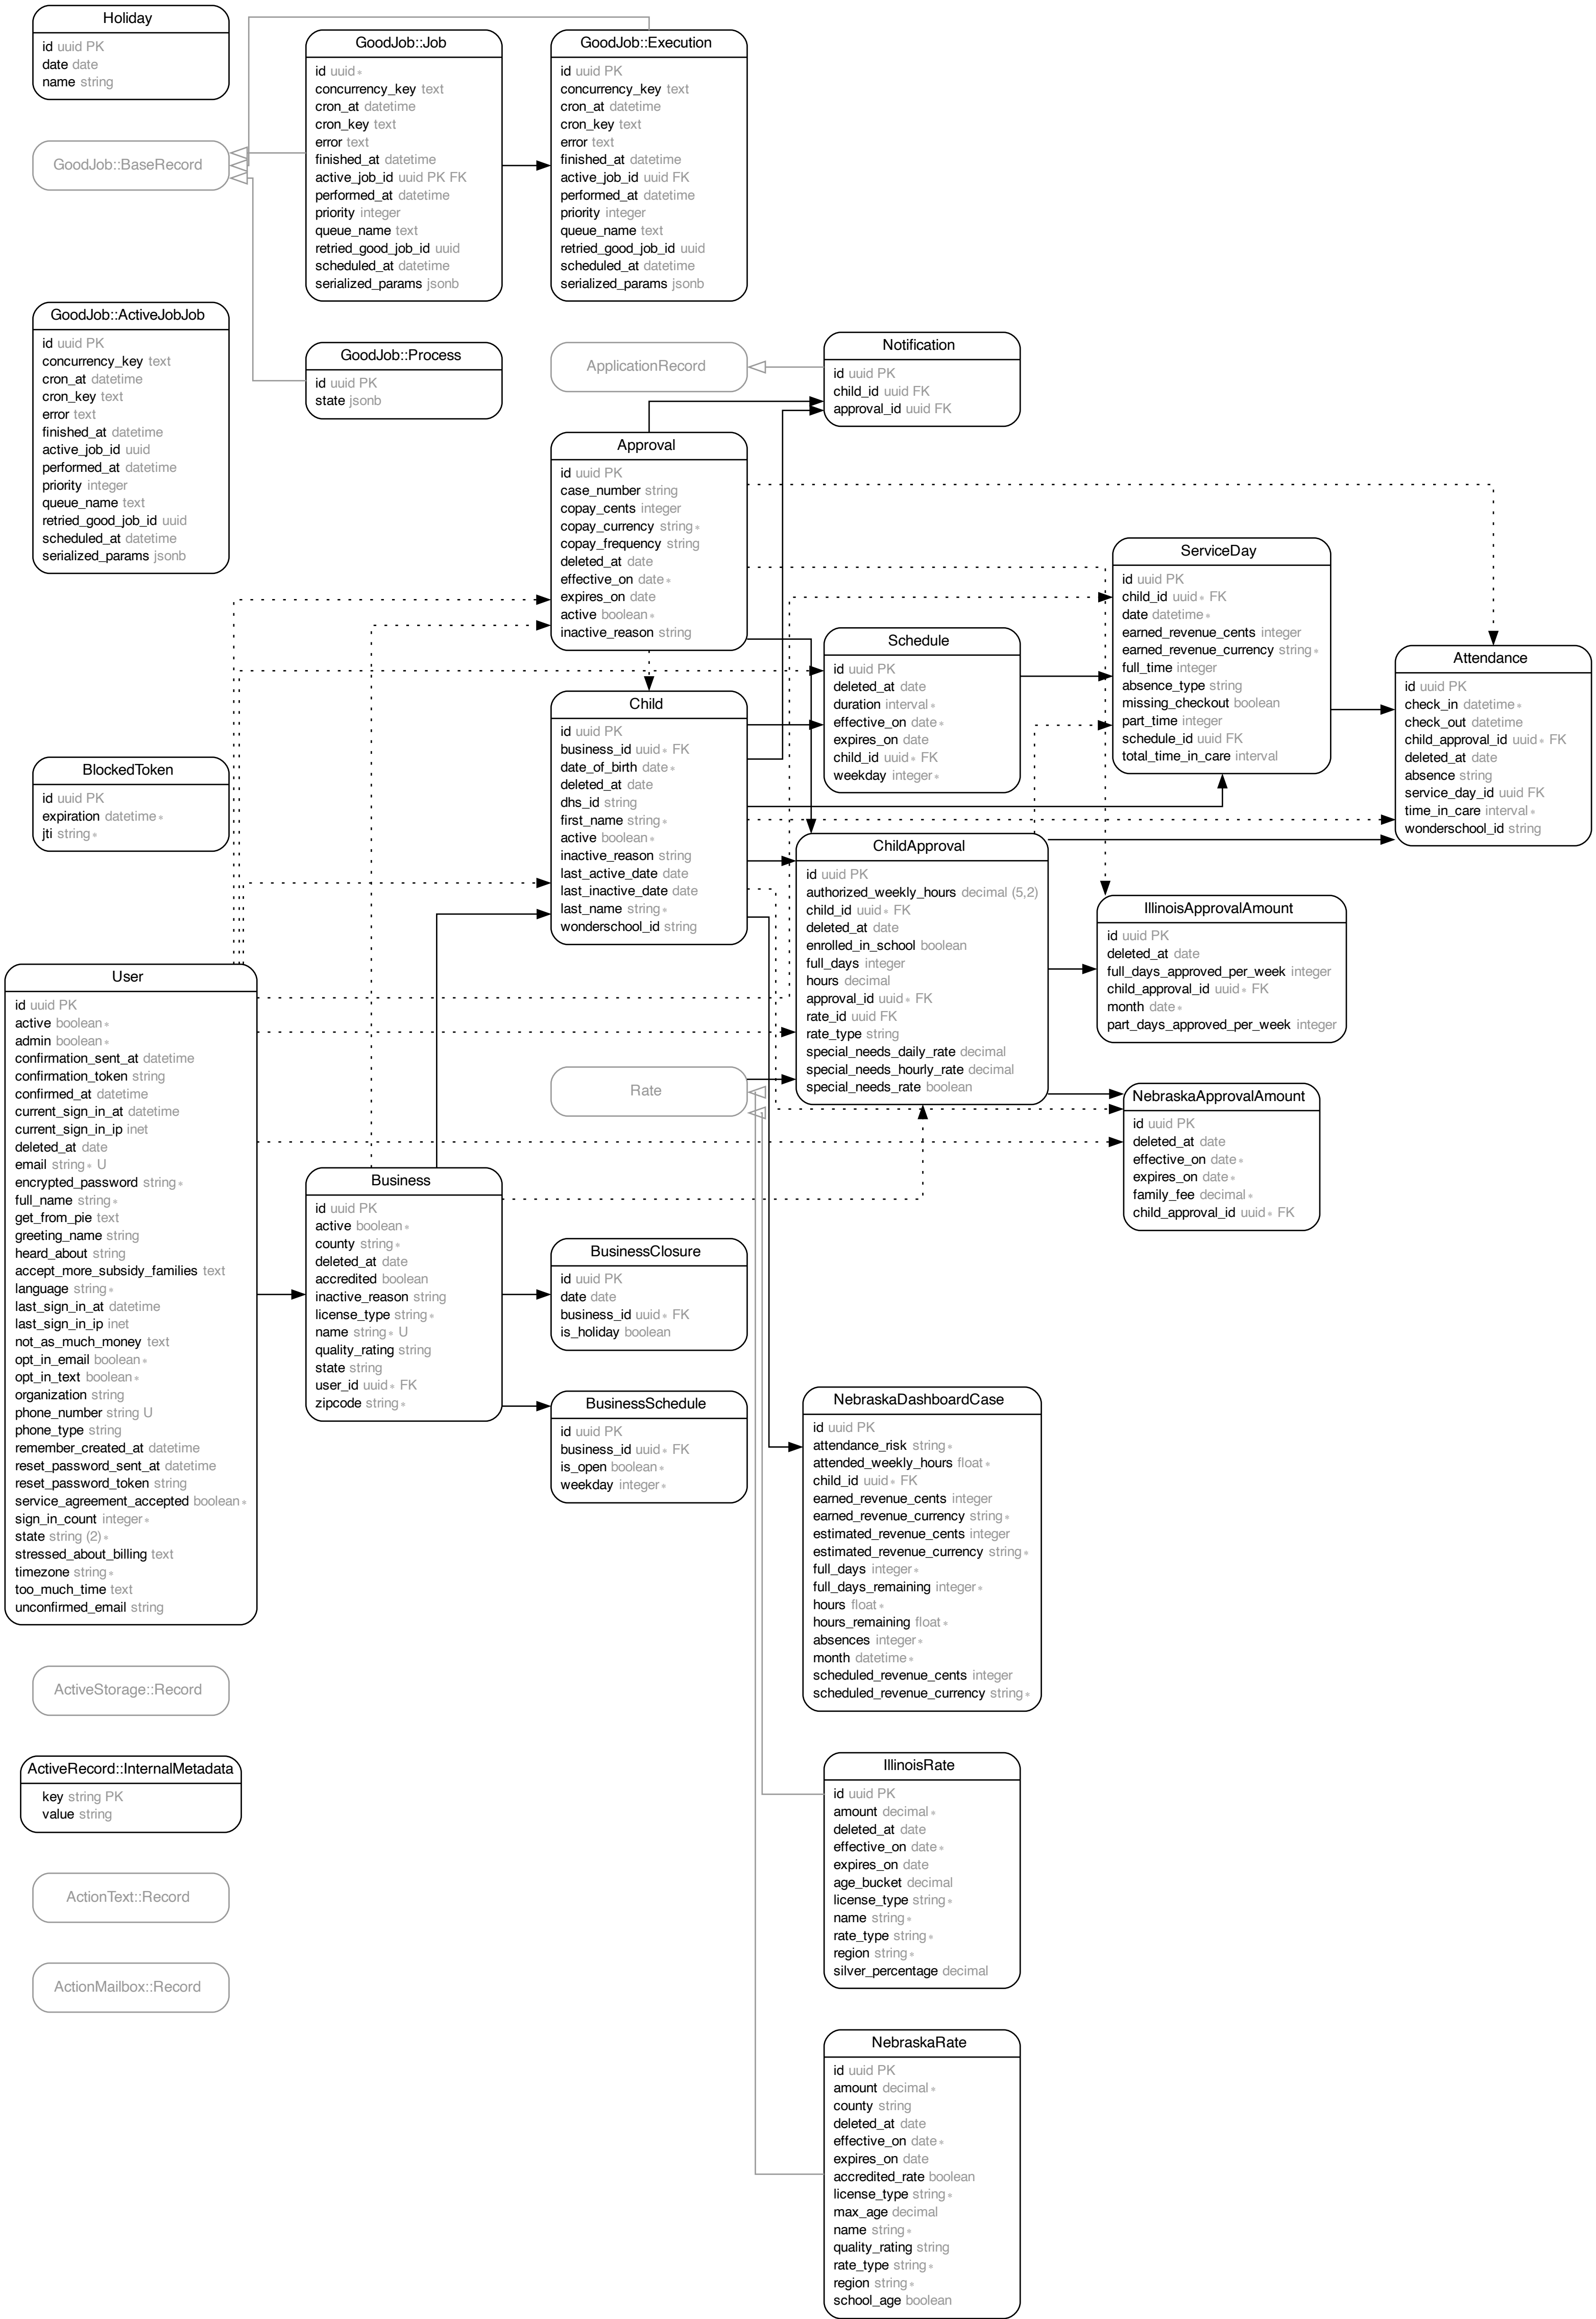 Holiday
id uuid PK
date date
name string
GoodJob::BaseRecord
GoodJob::Job
id uuid ∗
concurrency_key text
cron_at datetime
cron_key text
error text
finished_at datetime
active_job_id uuid PK FK
performed_at datetime
priority integer
queue_name text
retried_good_job_id uuid
scheduled_at datetime
serialized_params jsonb
GoodJob::Execution
id uuid PK
concurrency_key text
cron_at datetime
cron_key text
error text
finished_at datetime
active_job_id uuid FK
performed_at datetime
priority integer
queue_name text
retried_good_job_id uuid
scheduled_at datetime
serialized_params jsonb
GoodJob::ActiveJobJob
id uuid PK
concurrency_key text
cron_at datetime
cron_key text
error text
finished_at datetime
active_job_id uuid
performed_at datetime
priority integer
queue_name text
retried_good_job_id uuid
scheduled_at datetime
serialized_params jsonb
GoodJob::Process
id uuid PK
state jsonb
ApplicationRecord
Notification
id uuid PK
child_id uuid FK
approval_id uuid FK
Approval
id uuid PK
case_number string
copay_cents integer
copay_currency string ∗
copay_frequency string
deleted_at date
effective_on date ∗
expires_on date
active boolean ∗
inactive_reason string
ServiceDay
id uuid PK
child_id uuid ∗ FK
date datetime ∗
earned_revenue_cents integer
earned_revenue_currency string ∗
full_time integer
absence_type string
missing_checkout boolean
part_time integer
schedule_id uuid FK
total_time_in_care interval
Schedule
id uuid PK
deleted_at date
duration interval ∗
effective_on date ∗
expires_on date
child_id uuid ∗ FK
weekday integer ∗
Attendance
id uuid PK
check_in datetime ∗
check_out datetime
child_approval_id uuid ∗ FK
deleted_at date
absence string
service_day_id uuid FK
time_in_care interval ∗
wonderschool_id string
Child
id uuid PK
business_id uuid ∗ FK
date_of_birth date ∗
deleted_at date
dhs_id string
first_name string ∗
active boolean ∗
inactive_reason string
last_active_date date
last_inactive_date date
last_name string ∗
wonderschool_id string
BlockedToken
id uuid PK
expiration datetime ∗
jti string ∗
ChildApproval
id uuid PK
authorized_weekly_hours decimal (5,2)
child_id uuid ∗ FK
deleted_at date
enrolled_in_school boolean
full_days integer
hours decimal
approval_id uuid ∗ FK
rate_id uuid FK
rate_type string
special_needs_daily_rate decimal
special_needs_hourly_rate decimal
special_needs_rate boolean
IllinoisApprovalAmount
id uuid PK
deleted_at date
full_days_approved_per_week integer
child_approval_id uuid ∗ FK
month date ∗
part_days_approved_per_week integer
User
id uuid PK
active boolean ∗
admin boolean ∗
confirmation_sent_at datetime
confirmation_token string
confirmed_at datetime
current_sign_in_at datetime
current_sign_in_ip inet
deleted_at date
email string ∗ U
encrypted_password string ∗
full_name string ∗
get_from_pie text
greeting_name string
heard_about string
accept_more_subsidy_families text
language string ∗
last_sign_in_at datetime
last_sign_in_ip inet
not_as_much_money text
opt_in_email boolean ∗
opt_in_text boolean ∗
organization string
phone_number string U
phone_type string
remember_created_at datetime
reset_password_sent_at datetime
reset_password_token string
service_agreement_accepted boolean ∗
sign_in_count integer ∗
state string (2) ∗
stressed_about_billing text
timezone string ∗
too_much_time text
unconfirmed_email string
Rate
NebraskaApprovalAmount
id uuid PK
deleted_at date
effective_on date ∗
expires_on date ∗
family_fee decimal ∗
child_approval_id uuid ∗ FK
Business
id uuid PK
active boolean ∗
county string ∗
deleted_at date
accredited boolean
inactive_reason string
license_type string ∗
name string ∗ U
quality_rating string
state string
user_id uuid ∗ FK
zipcode string ∗
BusinessClosure
id uuid PK
date date
business_id uuid ∗ FK
is_holiday boolean
BusinessSchedule
id uuid PK
business_id uuid ∗ FK
is_open boolean ∗
weekday integer ∗
NebraskaDashboardCase
id uuid PK
attendance_risk string ∗
attended_weekly_hours float ∗
child_id uuid ∗ FK
earned_revenue_cents integer
earned_revenue_currency string ∗
estimated_revenue_cents integer
estimated_revenue_currency string ∗
full_days integer ∗
full_days_remaining integer ∗
hours float ∗
hours_remaining float ∗
absences integer ∗
month datetime ∗
scheduled_revenue_cents integer
scheduled_revenue_currency string ∗
ActiveStorage::Record
ActiveRecord::InternalMetadata
key string PK
value string
ActionText::Record
ActionMailbox::Record
IllinoisRate
id uuid PK
amount decimal ∗
deleted_at date
effective_on date ∗
expires_on date
age_bucket decimal
license_type string ∗
name string ∗
rate_type string ∗
region string ∗
silver_percentage decimal
NebraskaRate
id uuid PK
amount decimal ∗
county string
deleted_at date
effective_on date ∗
expires_on date
accredited_rate boolean
license_type string ∗
max_age decimal
name string ∗
quality_rating string
rate_type string ∗
region string ∗
school_age boolean